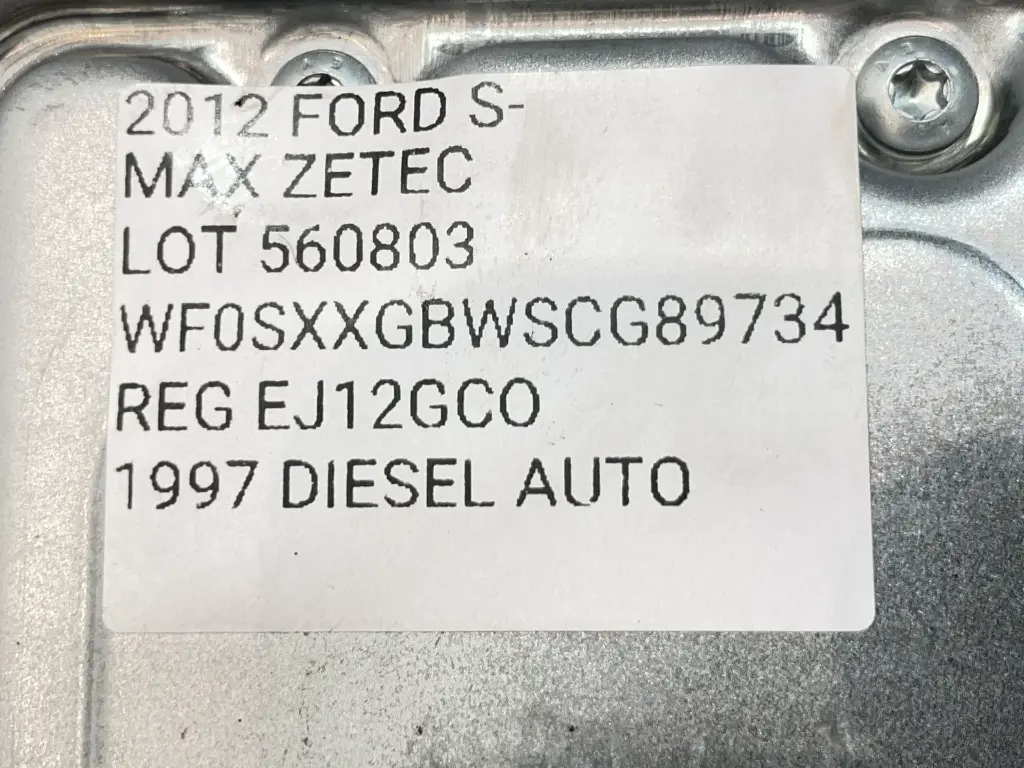 2012 FORD S-
MAX ZETEC
LOT 560803
WF0SXXGBWSCG89734
REG EJ12GCO
1997 DIESEL AUTO